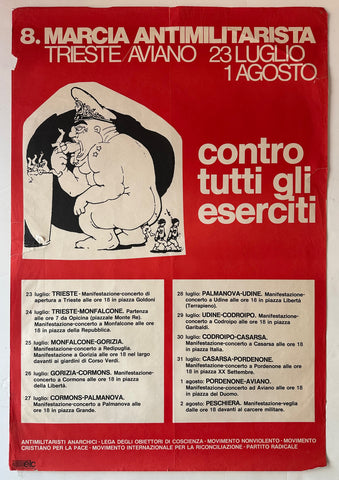 8. MARCIA ANTIMILITARISTA
TRIESTE/AVIANO 23 LUGLIO
1 AGOSTO
contro
tutti gli
eserciti
23 luglio: TRIESTE - Manifestazione-concerto di
apertura a Trieste alle ore 18 in piazza Goldoni
24 luglio: TRIESTE-MONFALCONE. Partenza
alle ore 7 da Opicina (piazzale Monte Re).
Manifestazione-concerto a Monfalcone alle ore
18 in piazza della Repubblica.
25 luglio: MONFALCONE-GORIZIA.
Manifestazione-concerto a Redipuglia.
Manifestazione a Gorizia alle ore 18 nel largo
davanti ai giardini di Corso Verdi.
26 luglio: GORIZIA-CORMONS. Manifestazione-
concerto a Cormons alle ore 18 in piazza
della Libertà.
27 luglio: CORMONS-PALMANOVA.
Manifestazione-concerto a Palmanova alle
ore 18 in piazza Grande.
28 luglio: PALMANOVA-UDINE. Manifestazione-
concerto a Udine alle ore 18 in piazza Libertà
(Terrapieno).
29 luglio: UDINE-CODROIPO. Manifestazione-
concerto a Codroipo alle ore 18 in piazza
Garibaldi.
30 luglio: CODROIPO-CASARSA.
Manifestazione-concerto a Casarsa alle ore 18
in piazza Italia.
31 luglio: CASARSA-PORDENONE.
Manifestazione-concerto a Pordenone alle ore
18 in piazza XX Settembre.
1 agosto: PORDENONE-AVIANO.
Manifestazione-concerto ad Aviano alle ore 18
in piazza del Duomo.
2 agosto: PESCHIERA. Manifestazione-veglia
dalle ore 18 davanti al carcere militare.
ANTIMILITARISTI ANARCHICI - LEGA DEGLI OBIETTORI DI COSCIENZA - MOVIMENTO NONVIOLENTO - MOVIMENTO
CRISTIANO PER LA PACE - MOVIMENTO INTERNAZIONALE PER LA RICONCILIAZIONE - PARTITO RADICALE